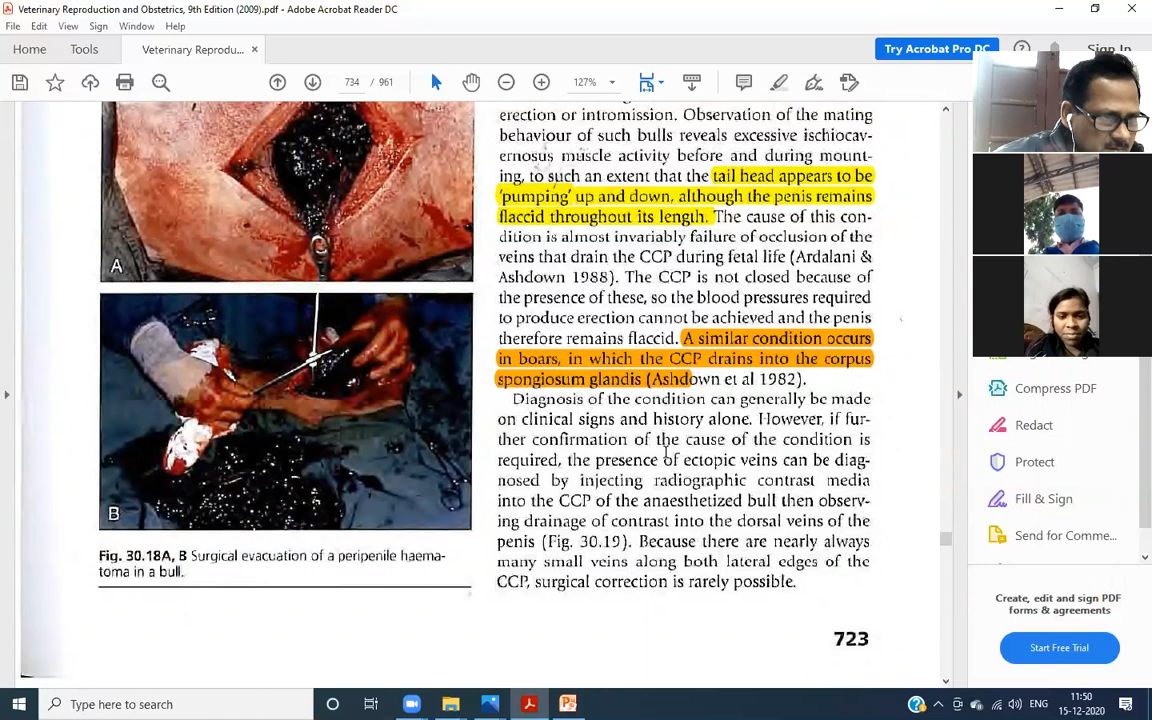 Veterinary Reproduction and Obstetrics, 9th Edition (2009).pdf - Adobe Acrobat Reader DC
File Edit View Sign Window Help
Home Tools Veterinary Reprodu... × Try Acrobat Pro DC Sign In
734 / 961 127%
erection or intromission. Observation of the mating
behaviour of such bulls reveals excessive ischiocav-
ernosus muscle activity before and during mount-
ing, to such an extent that the tail head appears to be
'pumping' up and down, although the penis remains
flaccid throughout its length. The cause of this con-
dition is almost invariably failure of occlusion of the
veins that drain the CCP during fetal life (Ardalani &
Ashdown 1988). The CCP is not closed because of
the presence of these, so the blood pressures required
to produce erection cannot be achieved and the penis
therefore remains flaccid. A similar condition occurs
in boars, in which the CCP drains into the corpus
spongiosum glandis (Ashdown et al 1982).
Diagnosis of the condition can generally be made
on clinical signs and history alone. However, if fur-
ther confirmation of the cause of the condition is
required, the presence of ectopic veins can be diag-
nosed by injecting radiographic contrast media
into the CCP of the anaesthetized bull then observ-
ing drainage of contrast into the dorsal veins of the
penis (Fig. 30.19). Because there are nearly always
many small veins along both lateral edges of the
CCP, surgical correction is rarely possible.
723
A
B
Fig. 30.18A, B Surgical evacuation of a peripenile haema-
toma in a bull.
Compress PDF
Redact
Protect
Fill & Sign
Send for Comme...
Create, edit and sign PDF
forms & agreements
Start Free Trial
Type here to search
ENG
11:50
15-12-2020